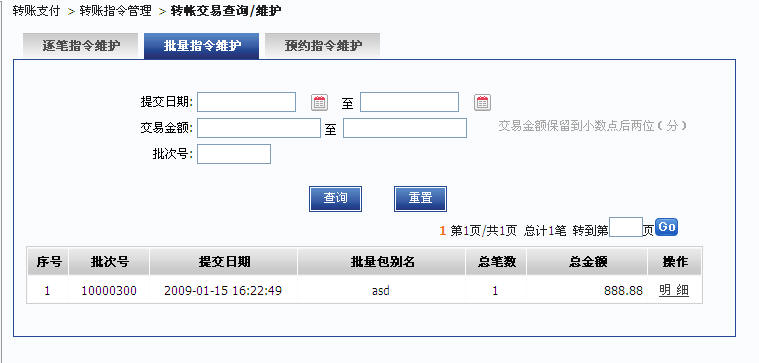 转账支付 > 转账指令管理 > 转帐交易查询/维护
逐笔指令维护 批量指令维护 预约指令维护
提交日期: 至
交易金额: 至 交易金额保留到小数点后两位(分)
批次号:
查询 重置
1 第1页/共1页 总计1笔 转到第 页 Go
序号 批次号 提交日期 批量包别名 总笔数 总金额 操作
1 10000300 2009-01-15 16:22:49 asd 1 888.88 明 细